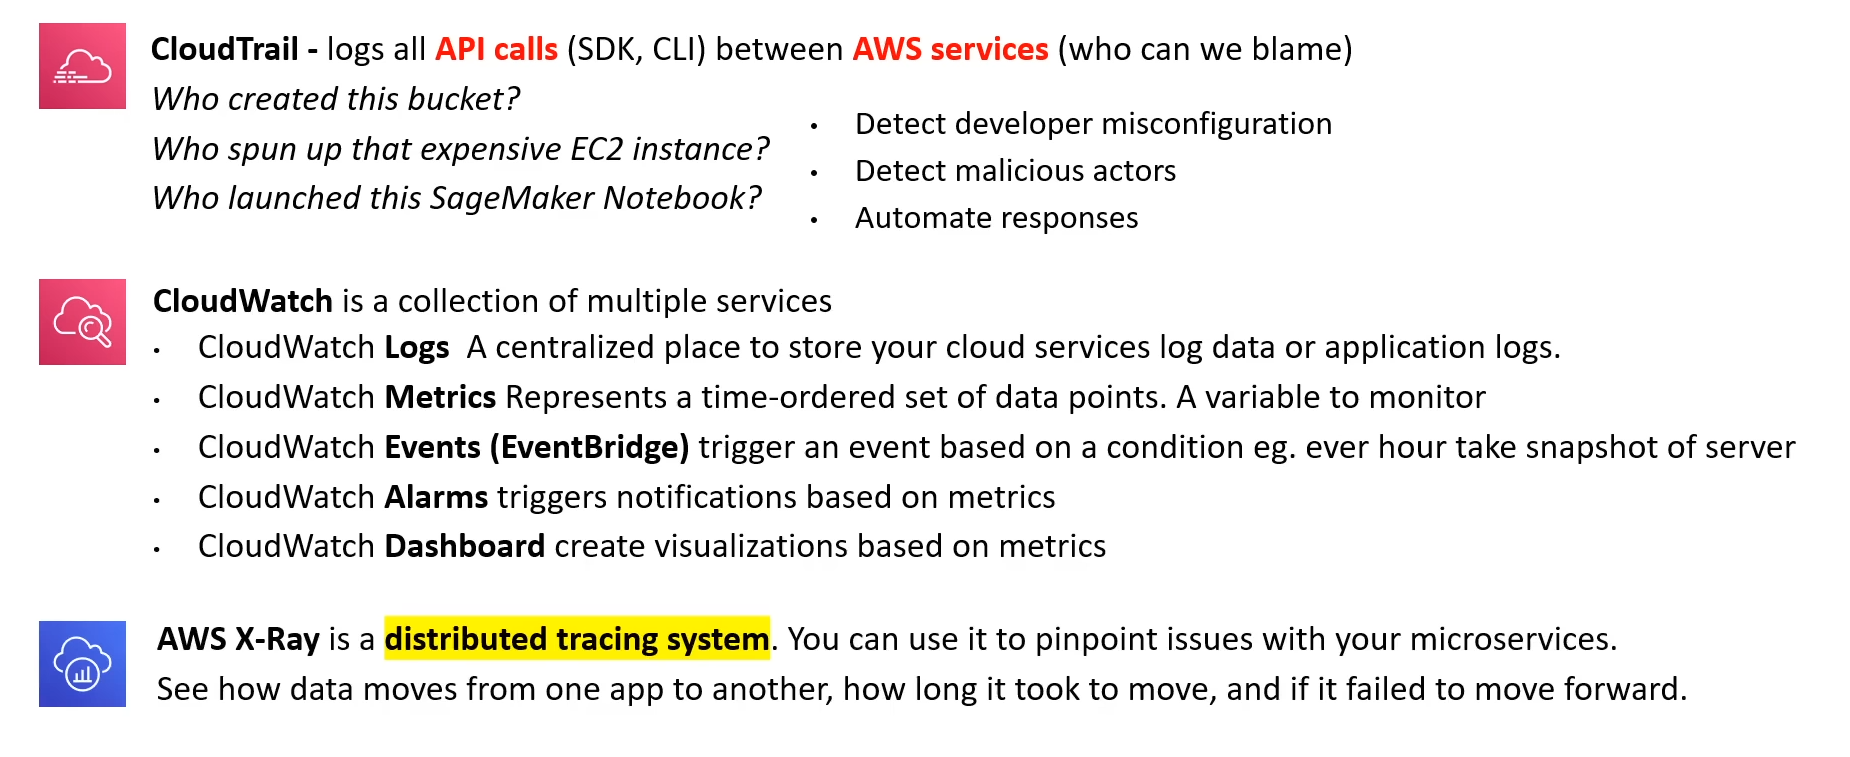 CloudTrail - logs all API calls (SDK, CLI) between AWS services (who can we blame)
Who created this bucket?
Who spun up that expensive EC2 instance?
Who launched this SageMaker Notebook?
• Detect developer misconfiguration
• Detect malicious actors
• Automate responses
CloudWatch is a collection of multiple services
• CloudWatch Logs A centralized place to store your cloud services log data or application logs.
• CloudWatch Metrics Represents a time-ordered set of data points. A variable to monitor
• CloudWatch Events (EventBridge) trigger an event based on a condition eg. ever hour take snapshot of server
• CloudWatch Alarms triggers notifications based on metrics
• CloudWatch Dashboard create visualizations based on metrics
AWS X-Ray is a distributed tracing system. You can use it to pinpoint issues with your microservices.
See how data moves from one app to another, how long it took to move, and if it failed to move forward.